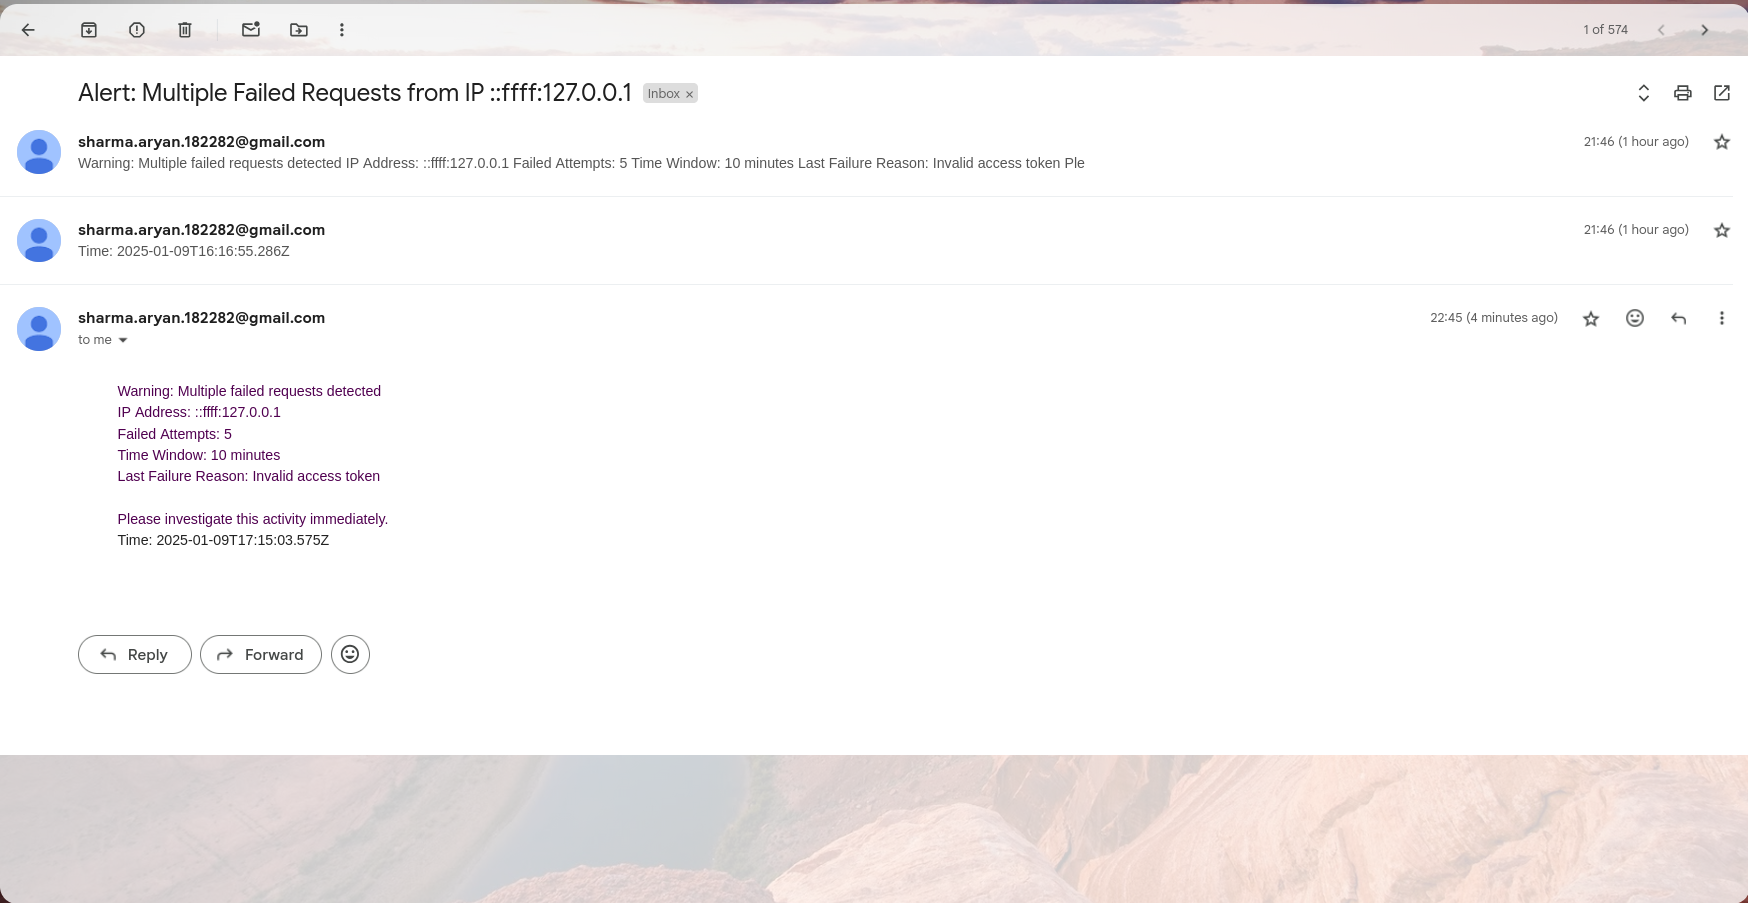 1 of 574
Alert: Multiple Failed Requests from IP ::ffff:127.0.0.1 Inbox ×
sharma.aryan.182282@gmail.com 21:46 (1 hour ago)
Warning: Multiple failed requests detected IP Address: ::ffff:127.0.0.1 Failed Attempts: 5 Time Window: 10 minutes Last Failure Reason: Invalid access token Ple
sharma.aryan.182282@gmail.com 21:46 (1 hour ago)
Time: 2025-01-09T16:16:55.286Z
sharma.aryan.182282@gmail.com 22:45 (4 minutes ago)
to me
Warning: Multiple failed requests detected
IP Address: ::ffff:127.0.0.1
Failed Attempts: 5
Time Window: 10 minutes
Last Failure Reason: Invalid access token
Please investigate this activity immediately.
Time: 2025-01-09T17:15:03.575Z
Reply Forward